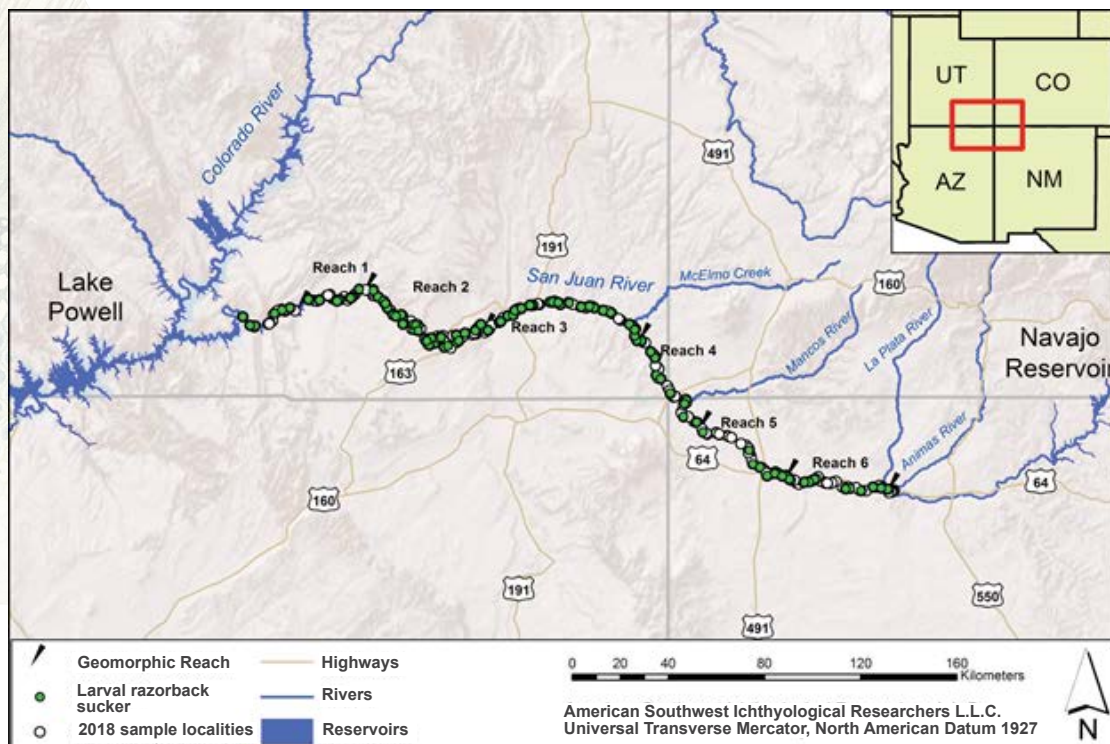 UT
CO
AZ
NM
Colorado River
491
191
San Juan River
McElmo Creek
160
Reach 1
Reach 2
Lake
Powell
Reach 3
Mancos River
La Plata River
Navajo
Reservoir
Reach 4
163
Reach 5
Animas River
64
Reach 6
64
160
191
550
491
Geomorphic Reach
Highways
Larval razorback
sucker
Rivers
2018 sample localities
Reservoirs
0 20 40 80 120 160
Kilometers
American Southwest Ichthyological Researchers L.L.C.
Universal Transverse Mercator, North American Datum 1927
N